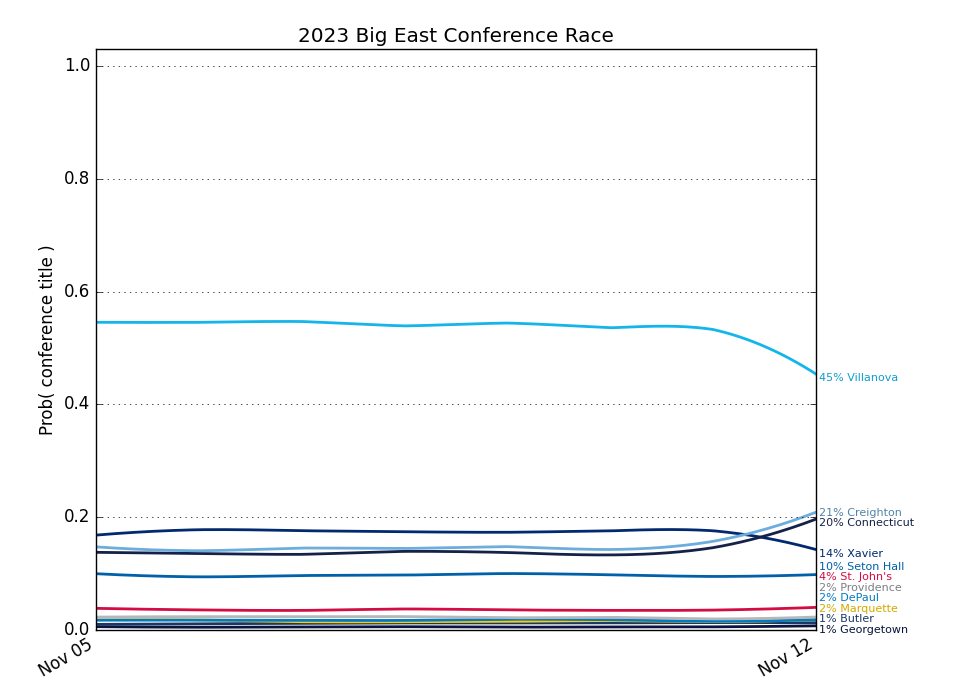 2023 Big East Conference Race
Prob( conference title )
1.0
0.8
0.6
0.4
0.2
0.0
Nov 05
Nov 12
45% Villanova
21% Creighton
20% Connecticut
14% Xavier
10% Seton Hall
4% St. John's
2% Providence
2% DePaul
2% Marquette
1% Butler
1% Georgetown